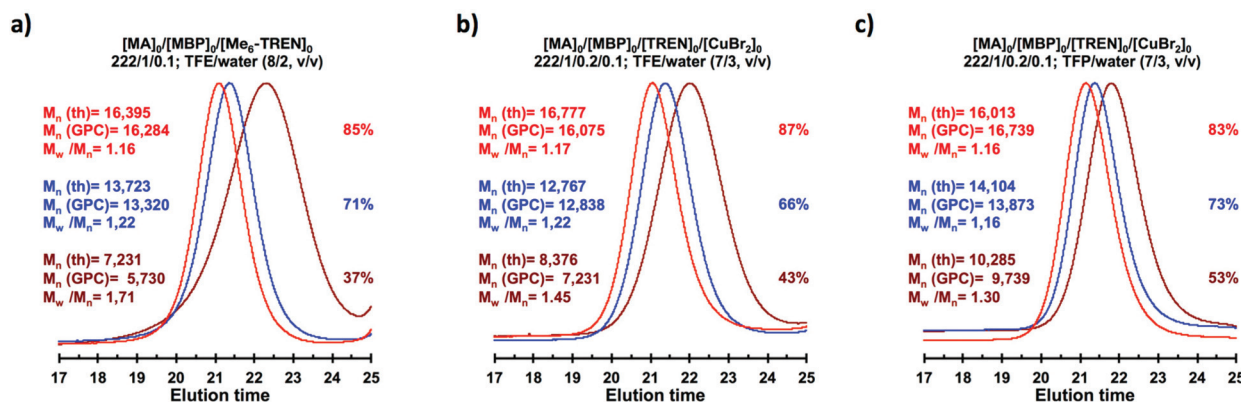 a)
[MA]₀/[MBP]₀/[Me₆-TREN]₀
222/1/0.1; TFE/water (8/2, v/v)
Mₙ (th)= 16,395
Mₙ (GPC)= 16,284
M_w /Mₙ= 1.16
85%
Mₙ (th)= 13,723
Mₙ (GPC)= 13,320
M_w /Mₙ= 1,22
71%
Mₙ (th)= 7,231
Mₙ (GPC)= 5,730
M_w /Mₙ= 1,71
37%
17 18 19 20 21 22 23 24 25
Elution time
b)
[MA]₀/[MBP]₀/[TREN]₀/[CuBr₂]₀
222/1/0.2/0.1; TFE/water (7/3, v/v)
Mₙ (th)= 16,777
Mₙ (GPC)= 16,075
M_w /Mₙ= 1.17
87%
Mₙ (th)= 12,767
Mₙ (GPC)= 12,838
M_w /Mₙ= 1,22
66%
Mₙ (th)= 8,376
Mₙ (GPC)= 7,231
M_w /Mₙ= 1.45
43%
17 18 19 20 21 22 23 24 25
Elution time
c)
[MA]₀/[MBP]₀/[TREN]₀/[CuBr₂]₀
222/1/0.2/0.1; TFP/water (7/3, v/v)
Mₙ (th)= 16,013
Mₙ (GPC)= 16,739
M_w /Mₙ= 1.16
83%
Mₙ (th)= 14,104
Mₙ (GPC)= 13,873
M_w /Mₙ= 1,16
73%
Mₙ (th)= 10,285
Mₙ (GPC)= 9,739
M_w /Mₙ= 1.30
53%
17 18 19 20 21 22 23 24 25
Elution time